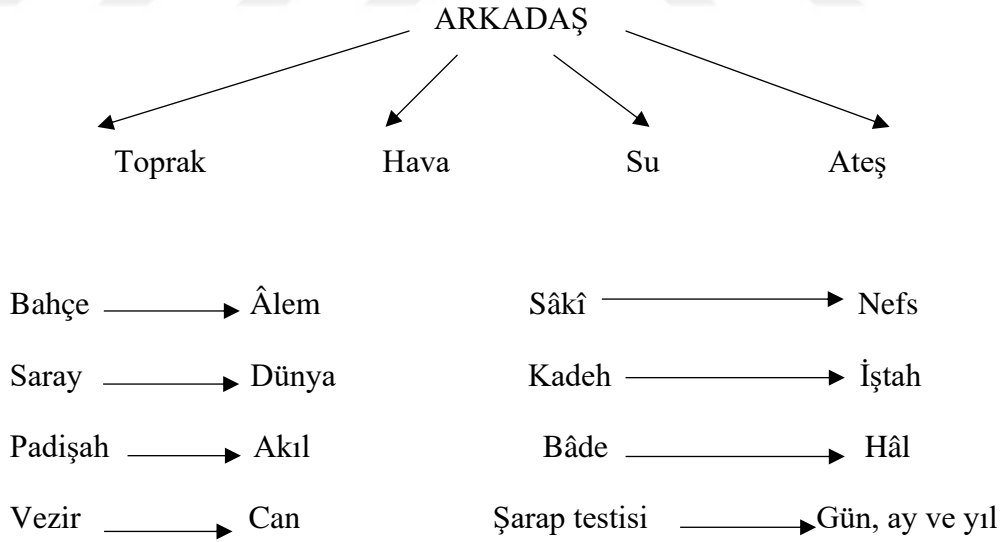 ARKADAŞ
Toprak Hava Su Ateş
Bahçe Âlem Sâkî Nefs
Saray Dünya Kadeh İştah
Padişah Akıl Bâde Hâl
Vezir Can Şarap testisi Gün, ay ve yıl